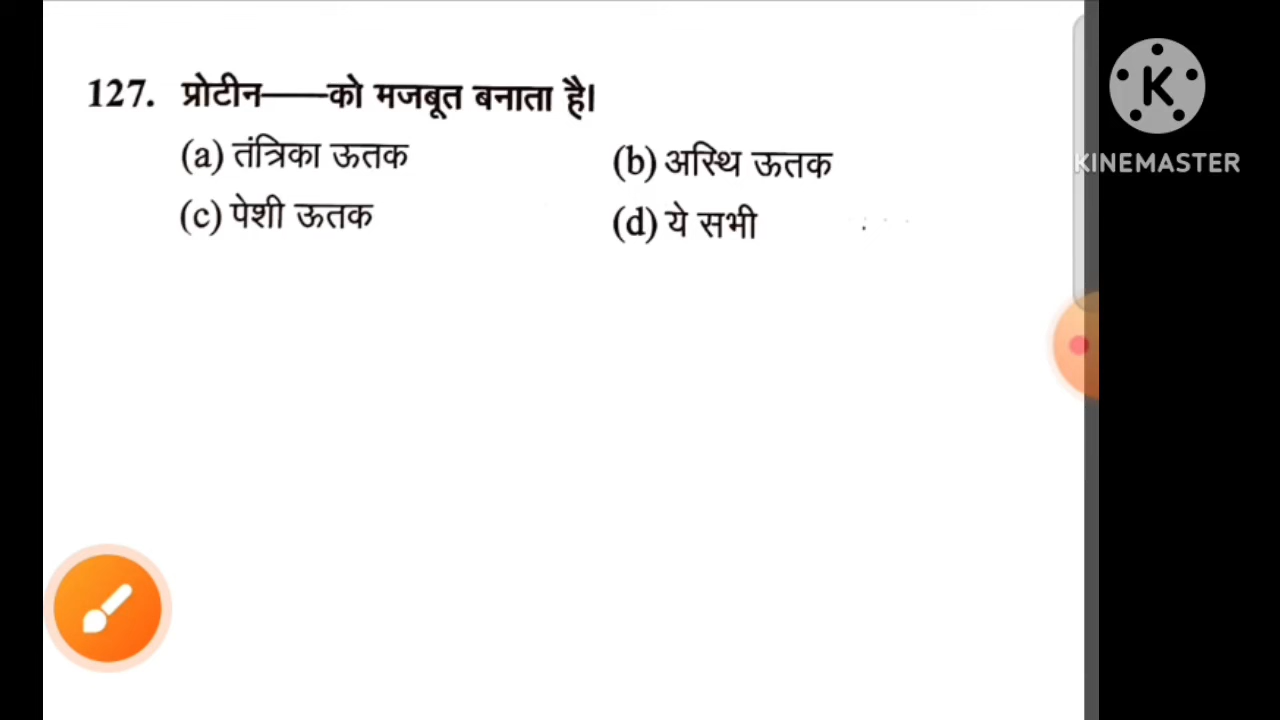 127. प्रोटीन——को मजबूत बनाता है।
(a) तंत्रिका ऊतक (b) अस्थि ऊतक
(c) पेशी ऊतक (d) ये सभी
K
KINEMASTER